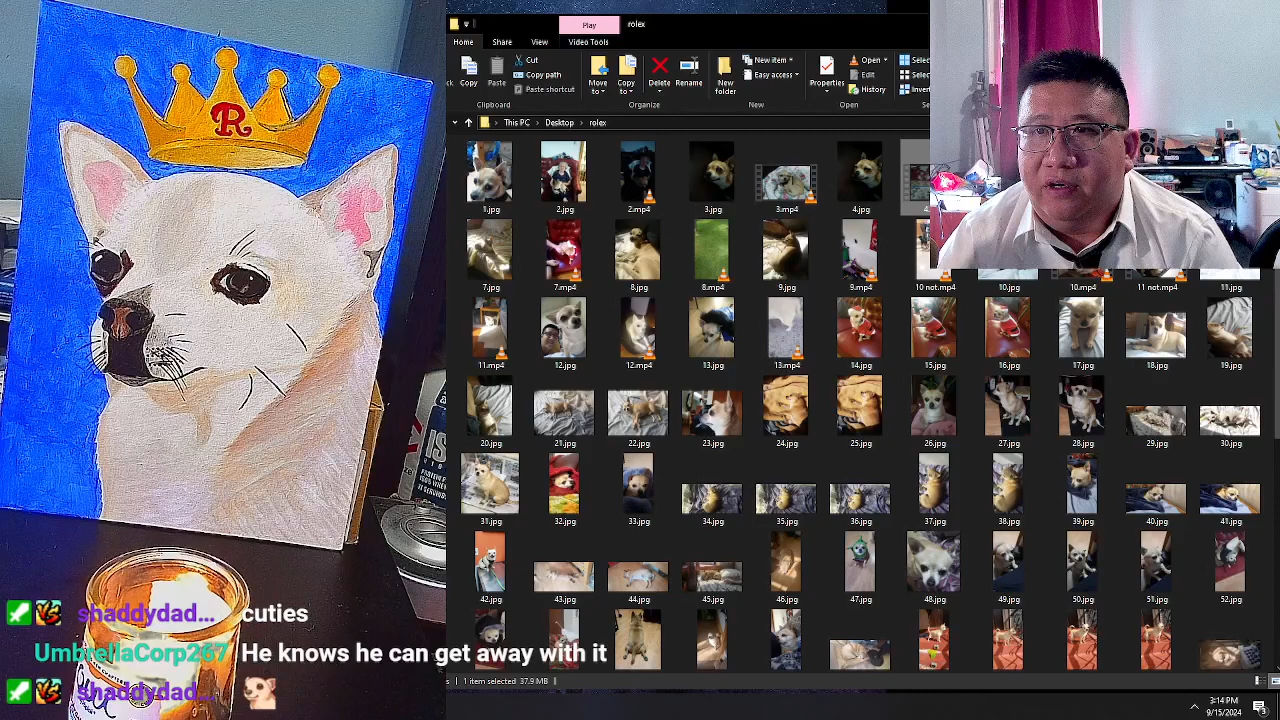 R
Play
rolex
Home Share View Video Tools
Copy
Paste
Cut
Copy path
Paste shortcut
Move to
Copy to
Delete
Rename
New folder
New item
Easy access
Properties
Open
Edit
History
Clipboard Organize New Open
This PC Desktop rolex
1.jpg 2.jpg 2.mp4 3.jpg 3.mp4 4.jpg
7.jpg 7.mp4 8.jpg 8.mp4 9.jpg 9.mp4 10 not.mp4 10.jpg 10.mp4 11 not.mp4 11.jpg
11.mp4 12.jpg 12.mp4 13.jpg 13.mp4 14.jpg 15.jpg 16.jpg 17.jpg 18.jpg 19.jpg
20.jpg 21.jpg 22.jpg 23.jpg 24.jpg 25.jpg 26.jpg 27.jpg 28.jpg 29.jpg 30.jpg
31.jpg 32.jpg 33.jpg 34.jpg 35.jpg 36.jpg 37.jpg 38.jpg 39.jpg 40.jpg 41.jpg
42.jpg 43.jpg 44.jpg 45.jpg 46.jpg 47.jpg 48.jpg 49.jpg 50.jpg 51.jpg 52.jpg
1 item selected 37.9 MB
3:14 PM
9/15/2024
shaddydad... cuties
UmbrellaCorp267 He knows he can get away with it
shaddydad...